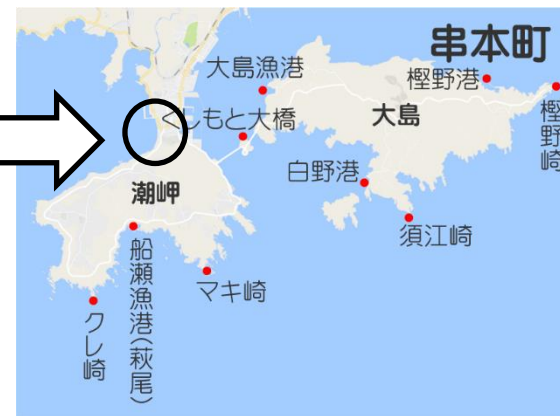 串本町
大島漁港
樫野港
くしもと大橋
大島
樫野崎
白野港
潮岬
須江崎
船瀬漁港(萩尾)
マキ崎
クレ崎